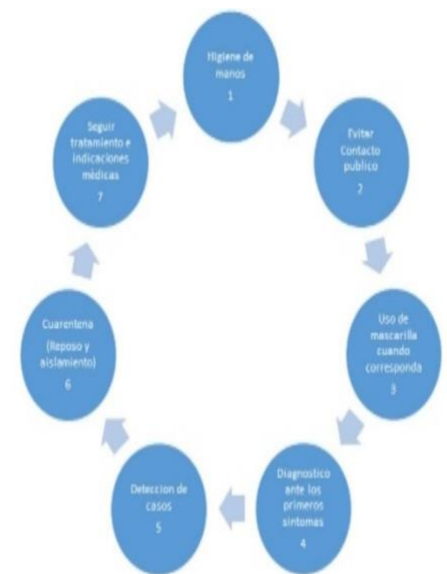 Higiene de
manos
1
Evitar
Contacto
publico
2
Uso de
mascarilla
cuando
corresponda
3
Diagnostico
ante los
primeros
sintomas
4
Deteccion de
casos
5
Cuarentena
(Reposo y
aislamiento)
6
Seguir
tratamiento e
indicaciones
médicas
7